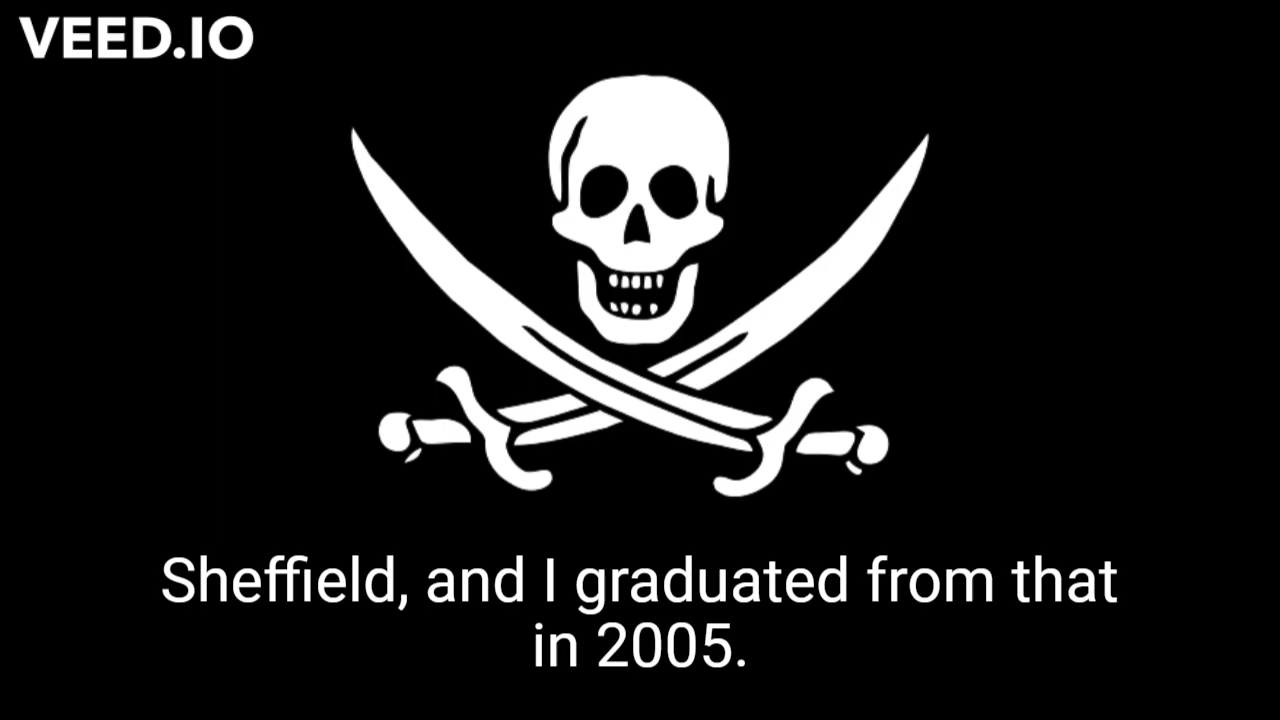 VEED.IO
Sheffield, and I graduated from that
in 2005.